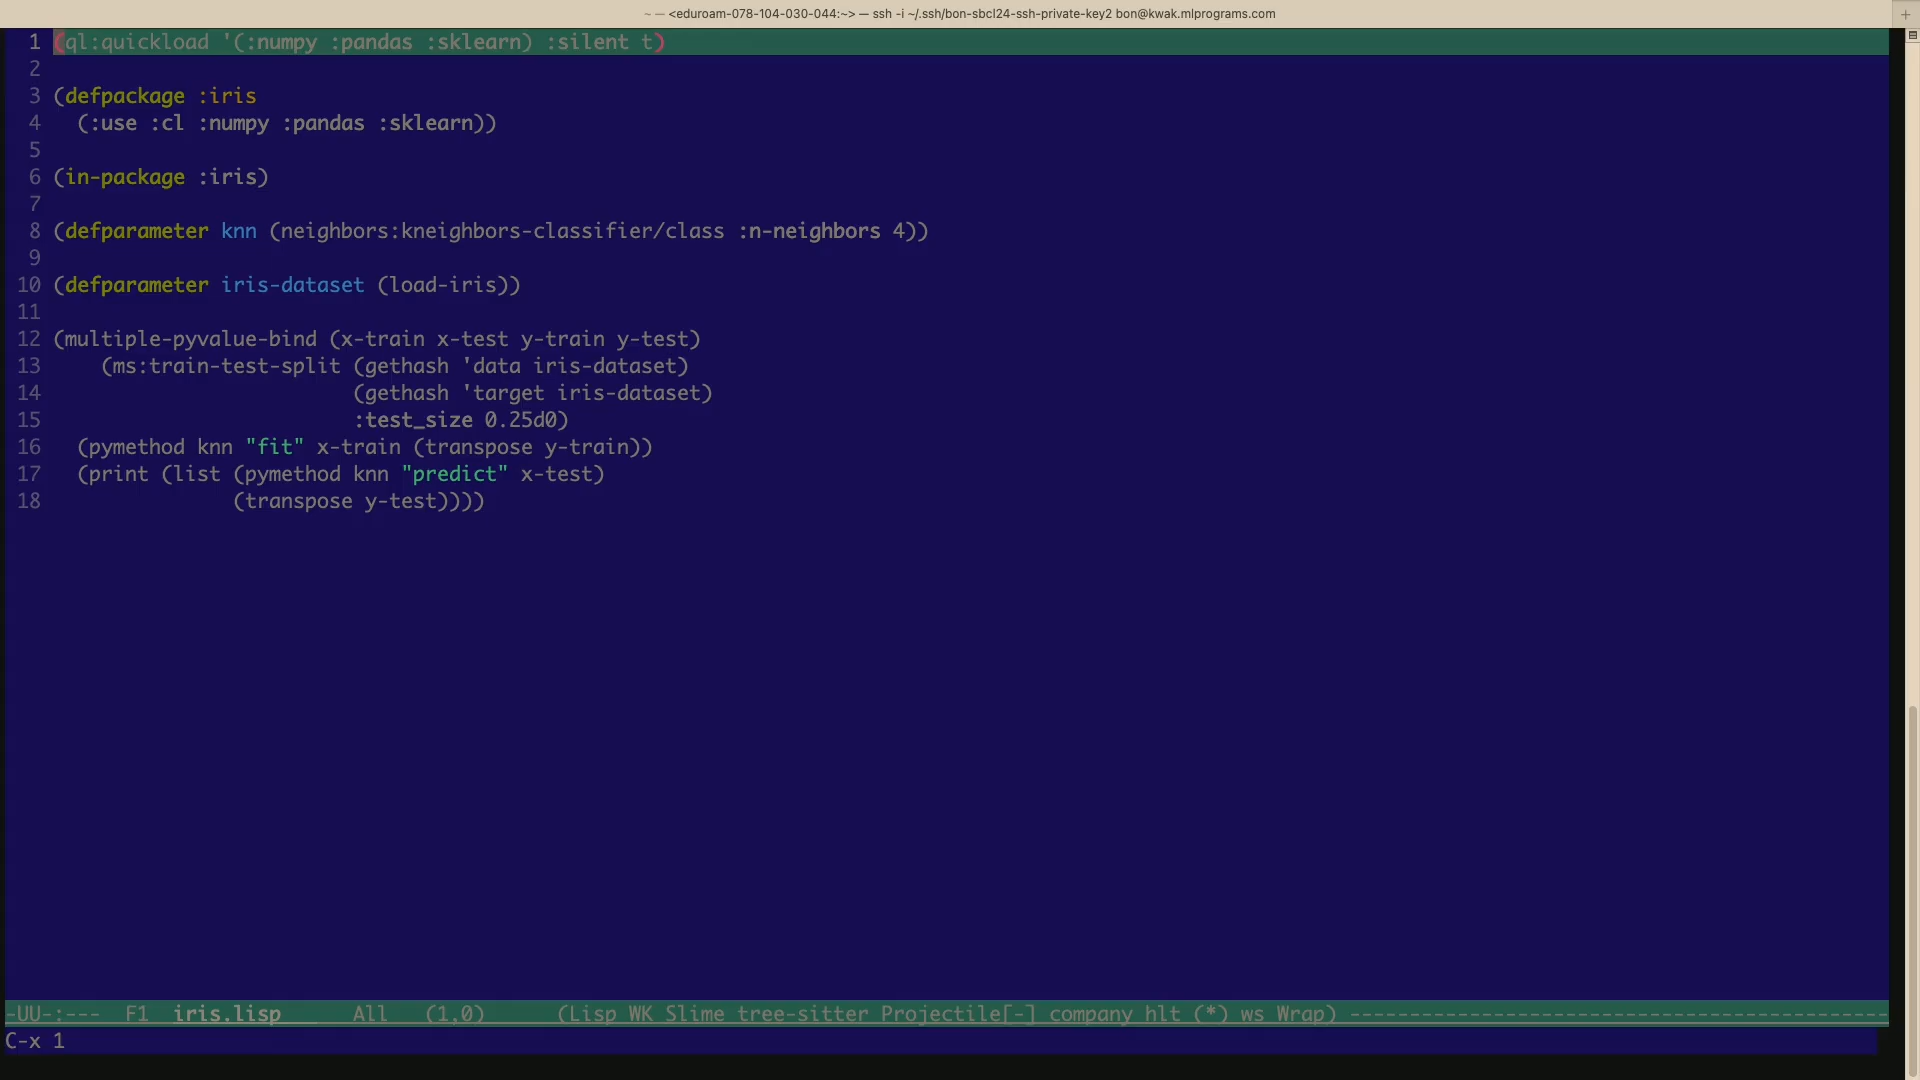 ~ — <eduroam-078-104-030-044:~> — ssh -i ~/.ssh/bon-sbcl24-ssh-private-key2 bon@kwak.mlprograms.com
1 (ql:quickload '(:numpy :pandas :sklearn) :silent t)
2
3 (defpackage :iris
4   (:use :cl :numpy :pandas :sklearn))
5
6 (in-package :iris)
7
8 (defparameter knn (neighbors:kneighbors-classifier/class :n-neighbors 4))
9
10 (defparameter iris-dataset (load-iris))
11
12 (multiple-pyvalue-bind (x-train x-test y-train y-test)
13     (ms:train-test-split (gethash 'data iris-dataset)
14                          (gethash 'target iris-dataset)
15                          :test_size 0.25d0)
16   (pymethod knn "fit" x-train (transpose y-train))
17   (print (list (pymethod knn "predict" x-test)
18                (transpose y-test))))
-UU-:---  F1  iris.lisp      All   (1,0)      (Lisp WK Slime tree-sitter Projectile[-] company hlt (*) ws Wrap) ---------------------------------------------
C-x 1